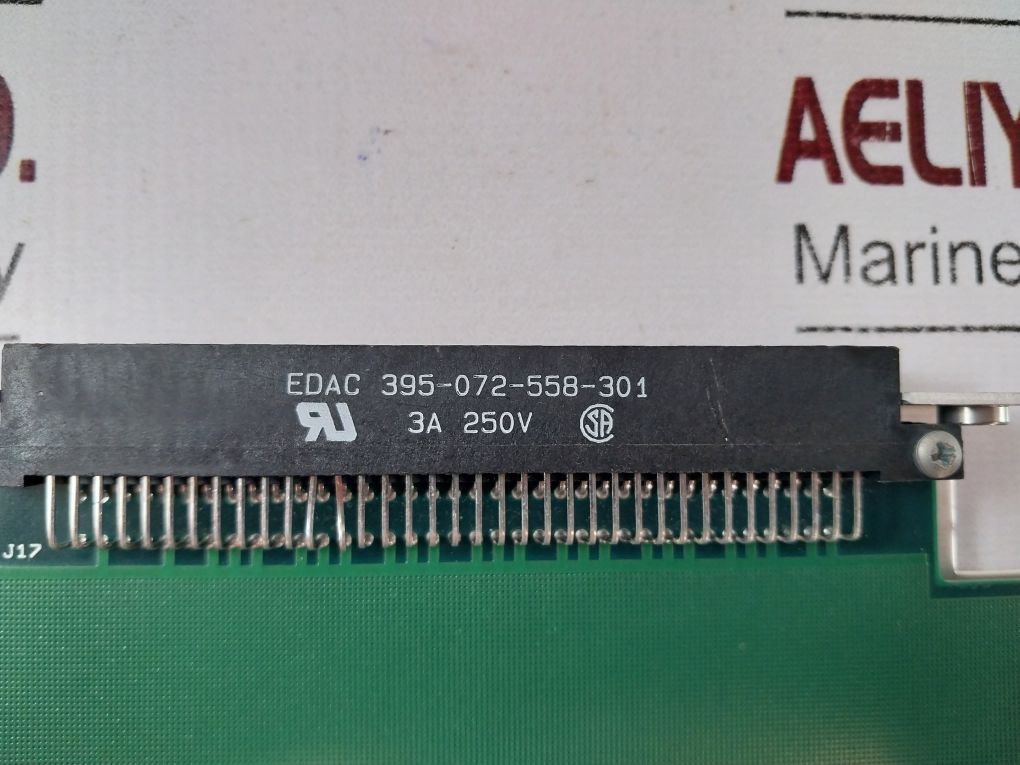 AELIY
Marine
EDAC 395-072-558-301
3A 250V
J17